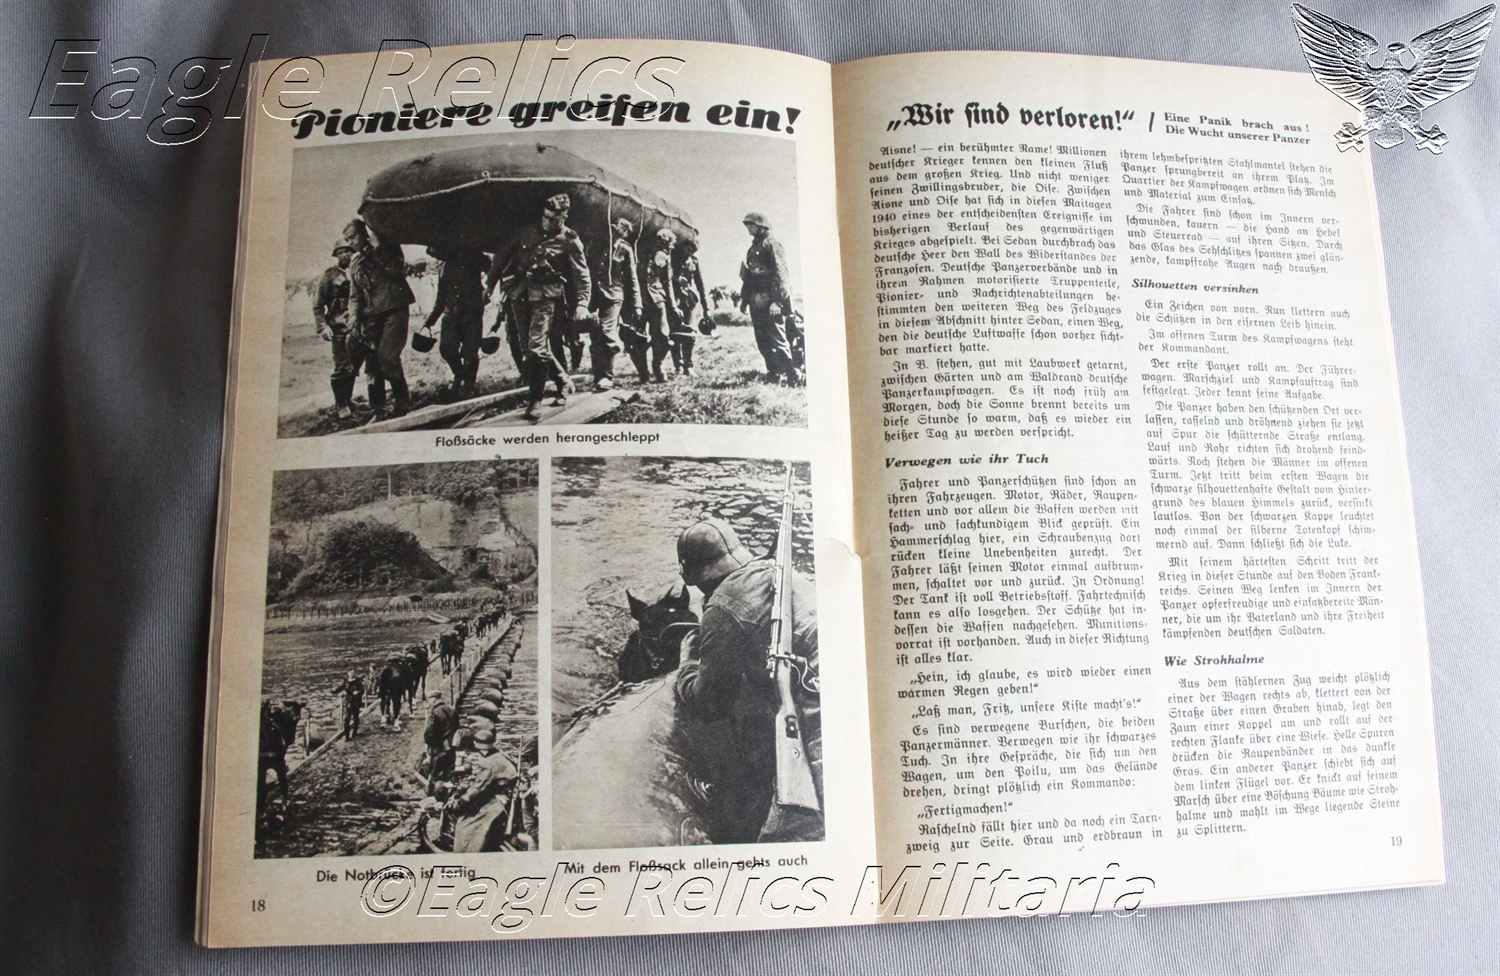 Eagle Relics
Pioniere greifen ein!
Floßsäcke werden herangeschleppt
Die Notbrücke ist fertig
Mit dem Floßsack allein gehts auch
18
„Wir sind verloren!“ / Eine Panik brach aus!
Die Wucht unserer Panzer
Aisne! — ein berühmter Name! Millionen
deutscher Krieger kennen den kleinen Fluß
aus dem großen Krieg. Und nicht weniger
seinen Zwillingsbruder, die Oise. Zwischen
Aisne und Oise hat sich in diesen Maitagen
1940 eines der entscheidensten Ereignisse im
bisherigen Verlauf des gegenwärtigen
Krieges abgespielt. Bei Sedan durchbrach das
deutsche Heer den Wall des Widerstandes der
Franzosen. Deutsche Panzerverbände und in
ihrem Rahmen motorisierte Truppenteile,
Pionier- und Nachrichtenabteilungen be-
stimmten den weiteren Weg des Feldzuges
in diesem Abschnitt hinter Sedan, einen Weg,
den die deutsche Luftwaffe schon vorher sicht-
bar markiert hatte.
In B. stehen, gut mit Laubwerk getarnt,
zwischen Gärten und am Waldrand deutsche
Panzerkampfwagen. Es ist noch früh am
Morgen, doch die Sonne brennt bereits um
diese Stunde so warm, daß es wieder ein
heißer Tag zu werden verspricht.
Verwegen wie ihr Tuch
Fahrer und Panzerschützen sind schon an
ihren Fahrzeugen. Motor, Räder, Raupen-
ketten und vor allem die Waffen werden mit
sach- und fachkundigem Blick geprüft. Ein
Hammerschlag hier, ein Schraubenzug dort
rücken kleine Unebenheiten zurecht. Der
Fahrer läßt seinen Motor einmal aufbrum-
men, schaltet vor und zurück. In Ordnung!
Der Tank ist voll Betriebsstoff. Fahrtechnisch
kann es also losgehen. Der Schütze hat in-
dessen die Waffen nachgesehen. Munitions-
vorrat ist vorhanden. Auch in dieser Richtung
ist alles klar.
„Hein, ich glaube, es wird wieder einen
warmen Regen geben!“
„Laß man, Fritz, unsere Kiste macht's!“
Es sind verwegene Burschen, die beiden
Panzermänner. Verwegen wie ihr schwarzes
Tuch. In ihre Gespräche, die sich um den
Wagen, um den Poilu, um das Gelände
drehen, dringt plötzlich ein Kommando:
„Fertigmachen!“
Raschelnd fällt hier und da noch ein Tarn-
zweig zur Seite. Grau und erdbraun in
ihrem lehmbespritzten Stahlmantel stehen die
Panzer sprungbereit an ihrem Platz. Im
Quartier der Kampfwagen ordnen sich Mensch
und Material zum Einsatz.
Die Fahrer sind schon im Innern ver-
schwunden, kauern — die Hand an Hebel
und Steuerrad — auf ihren Sitzen. Durch
das Glas des Sehschlitzes spannen zwei glän-
zende, kampffrohe Augen nach draußen.
Silhouetten versinken
Ein Zeichen von vorn. Nun klettern auch
die Schützen in den eisernen Leib hinein.
Im offenen Turm des Kampfwagens steht
der Kommandant.
Der erste Panzer rollt an. Der Führer-
wagen. Marschziel und Kampfauftrag sind
festgelegt. Jeder kennt seine Aufgabe.
Die Panzer haben den schützenden Ort ver-
lassen, rasselnd und dröhnend ziehen sie jetzt
auf Spur die schütternde Straße entlang.
Lauf und Rohr richten sich drohend feind-
wärts. Noch stehen die Männer im offenen
Turm. Jetzt tritt beim ersten Wagen die
schwarze silhouettenhafte Gestalt vom Hinter-
grund des blauen Himmels zurück, versinkt
lautlos. Von der schwarzen Kappe leuchtet
noch einmal der silberne Totenkopf schim-
mernd auf. Dann schließt sich die Luke.
Mit seinem härtesten Schritt tritt der
Krieg in dieser Stunde auf den Boden Frank-
reichs. Seinen Weg lenken im Innern der
Panzer opferfreudige und einsatzbereite Män-
ner, die um ihr Vaterland und ihre Freiheit
kämpfenden deutschen Soldaten.
Wie Strohhalme
Aus dem stählernen Zug weicht plötzlich
einer der Wagen rechts ab, klettert von der
Straße über einen Graben hinab, legt den
Zaun einer Koppel um und rollt auf der
rechten Flanke über eine Wiese. Helle Spuren
drücken die Raupenbänder in das dunkle
Gras. Ein anderer Panzer schiebt sich auf
dem linken Flügel vor. Er knickt auf seinem
Marsch über eine Böschung Bäume wie Stroh-
halme und mahlt im Wege liegende Steine
zu Splittern.
19
©Eagle Relics Militaria